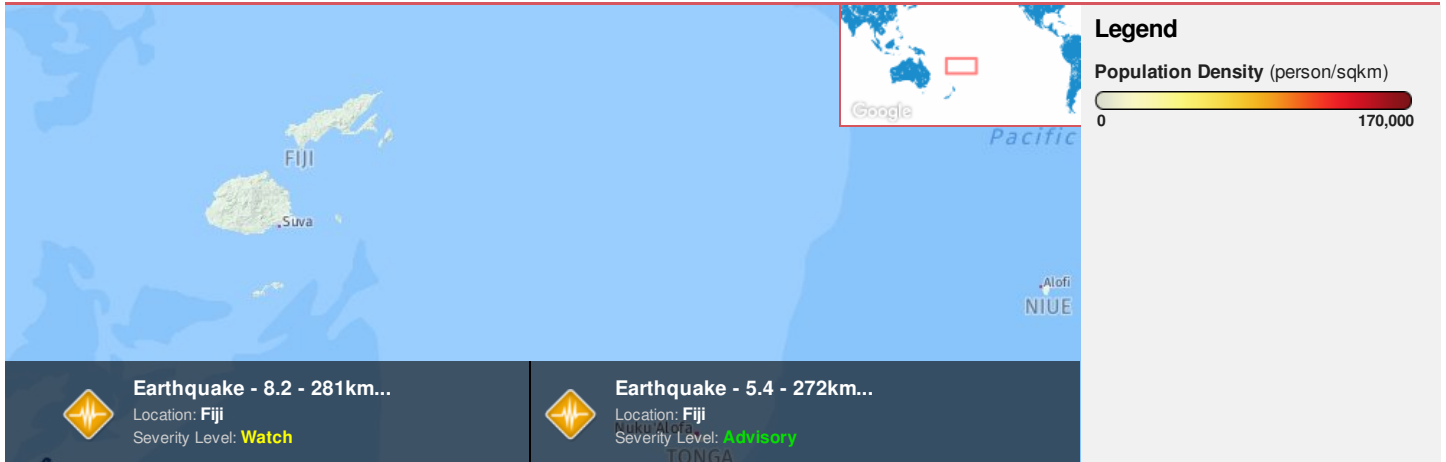 Google
Pacific
FIJI
Suva
Alofi
NIUE
Earthquake - 8.2 - 281km...
Location: Fiji
Severity Level: Watch
Earthquake - 5.4 - 272km...
Location: Fiji
Nuku'Alofa
Severity Level: Advisory
TONGA
Legend
Population Density (person/sqkm)
0 170,000